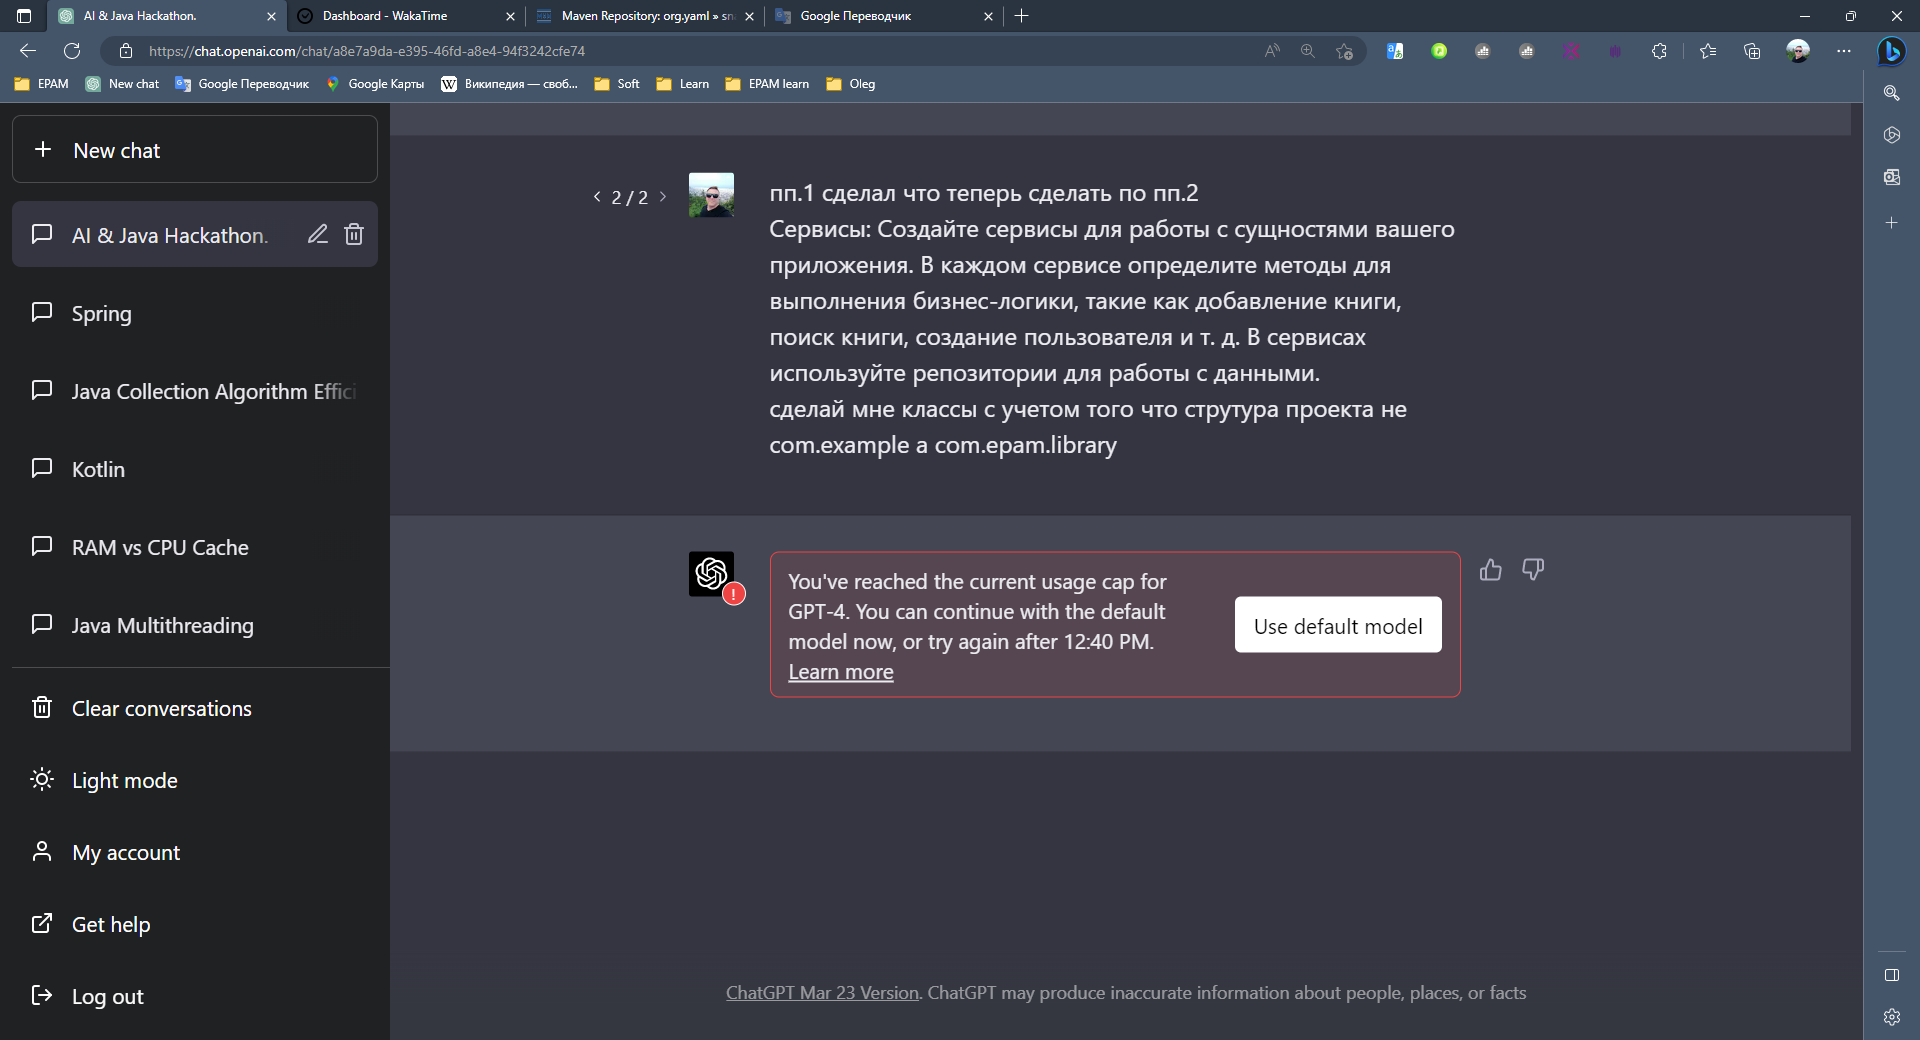 AI & Java Hackathon.
Dashboard - WakaTime
Maven Repository: org.yaml » sn
Google Переводчик
https://chat.openai.com/chat/a8e7a9da-e395-46fd-a8e4-94f3242cfe74
EPAM
New chat
Google Переводчик
Google Карты
Википедия — своб...
Soft
Learn
EPAM learn
Oleg
New chat
AI & Java Hackathon.
Spring
Java Collection Algorithm Effici
Kotlin
RAM vs CPU Cache
Java Multithreading
Clear conversations
Light mode
My account
Get help
Log out
2 / 2
пп.1 сделал что теперь сделать по пп.2
Сервисы: Создайте сервисы для работы с сущностями вашего
приложения. В каждом сервисе определите методы для
выполнения бизнес-логики, такие как добавление книги,
поиск книги, создание пользователя и т. д. В сервисах
используйте репозитории для работы с данными.
сделай мне классы с учетом того что струтура проекта не
com.example а com.epam.library
You've reached the current usage cap for
GPT-4. You can continue with the default
model now, or try again after 12:40 PM.
Learn more
Use default model
ChatGPT Mar 23 Version. ChatGPT may produce inaccurate information about people, places, or facts